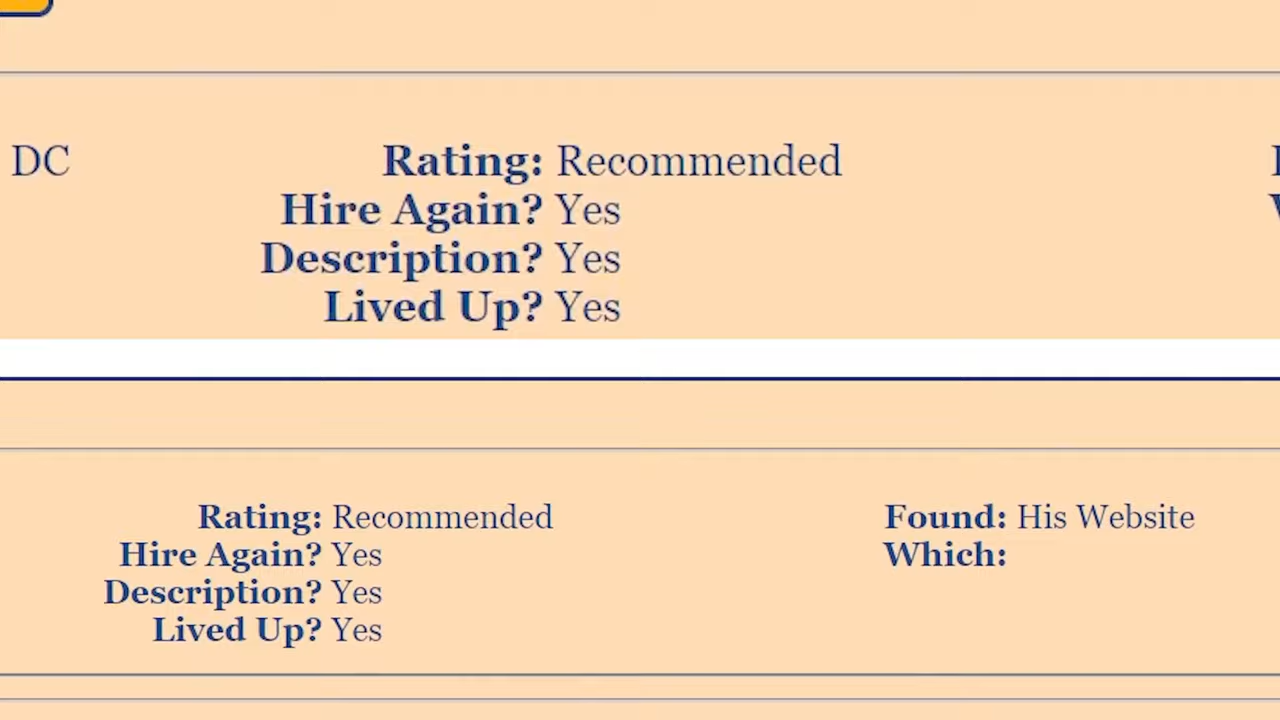 DC
Rating: Recommended
Hire Again? Yes
Description? Yes
Lived Up? Yes
Rating: Recommended
Hire Again? Yes
Description? Yes
Lived Up? Yes
Found: His Website
Which: